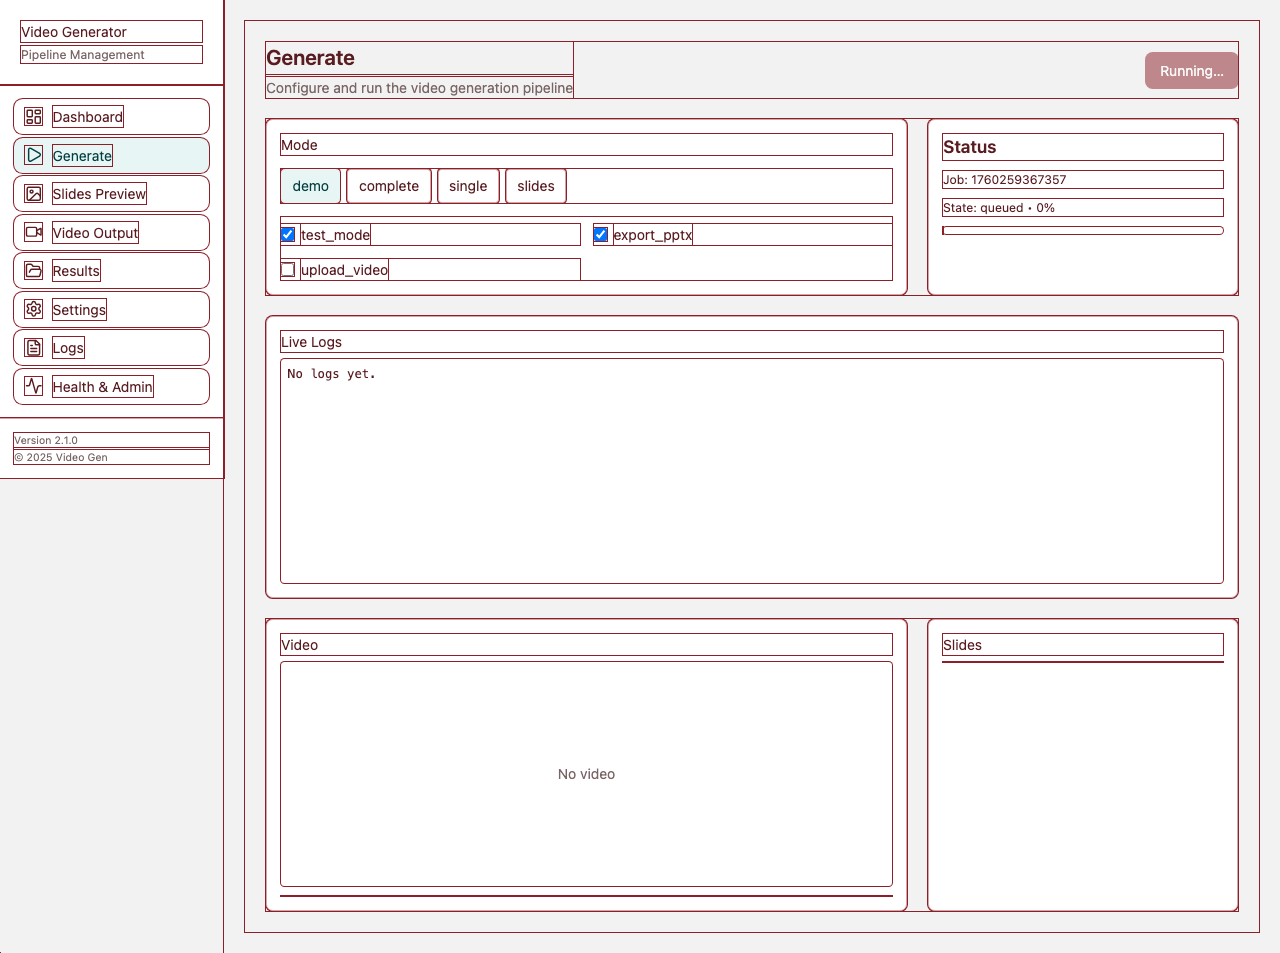 Video Generator
Pipeline Management
Dashboard
Generate
Slides Preview
Video Output
Results
Settings
Logs
Health & Admin
Version 2.1.0
© 2025 Video Gen
Generate
Configure and run the video generation pipeline
Running...
Mode
demo complete single slides
test_mode export_pptx
upload_video
Status
Job: 1760259367357
State: queued • 0%
Live Logs
No logs yet.
Video
No video
Slides